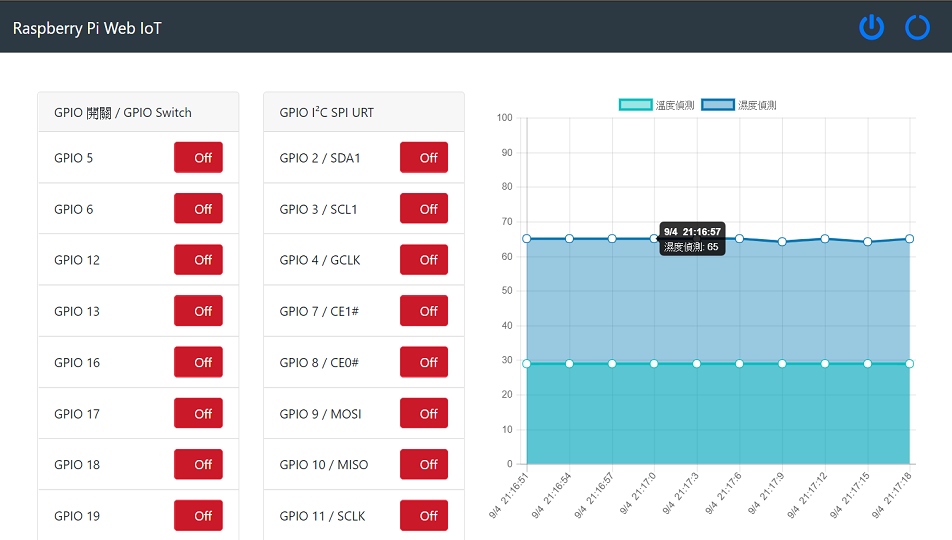 Raspberry Pi Web IoT
GPIO 開關 / GPIO Switch
GPIO 5 Off
GPIO 6 Off
GPIO 12 Off
GPIO 13 Off
GPIO 16 Off
GPIO 17 Off
GPIO 18 Off
GPIO 19 Off
GPIO I²C SPI URT
GPIO 2 / SDA1 Off
GPIO 3 / SCL1 Off
GPIO 4 / GCLK Off
GPIO 7 / CE1# Off
GPIO 8 / CE0# Off
GPIO 9 / MOSI Off
GPIO 10 / MISO Off
GPIO 11 / SCLK Off
溫度偵測 濕度偵測
100
90
80
70
60
50
40
30
20
10
0
9/4 21:16:57
濕度偵測: 65
9/4 21:16:51
9/4 21:16:54
9/4 21:16:57
9/4 21:17:0
9/4 21:17:3
9/4 21:17:6
9/4 21:17:9
9/4 21:17:12
9/4 21:17:15
9/4 21:17:18